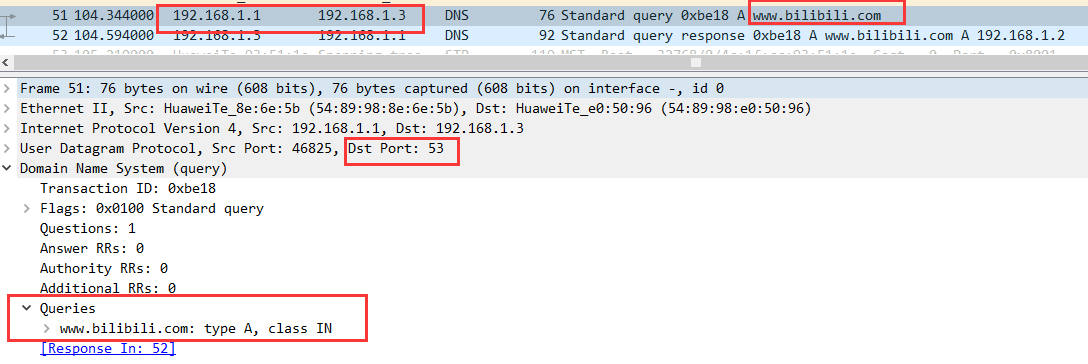 51 104.344000 192.168.1.1 192.168.1.3 DNS 76 Standard query 0xbe18 A www.bilibili.com
52 104.594000 192.168.1.3 192.168.1.1 DNS 92 Standard query response 0xbe18 A www.bilibili.com A 192.168.1.2
Frame 51: 76 bytes on wire (608 bits), 76 bytes captured (608 bits) on interface -, id 0
Ethernet II, Src: HuaweiTe_8e:6e:5b (54:89:98:8e:6e:5b), Dst: HuaweiTe_e0:50:96 (54:89:98:e0:50:96)
Internet Protocol Version 4, Src: 192.168.1.1, Dst: 192.168.1.3
User Datagram Protocol, Src Port: 46825, Dst Port: 53
Domain Name System (query)
Transaction ID: 0xbe18
Flags: 0x0100 Standard query
Questions: 1
Answer RRs: 0
Authority RRs: 0
Additional RRs: 0
Queries
www.bilibili.com: type A, class IN
[Response In: 52]